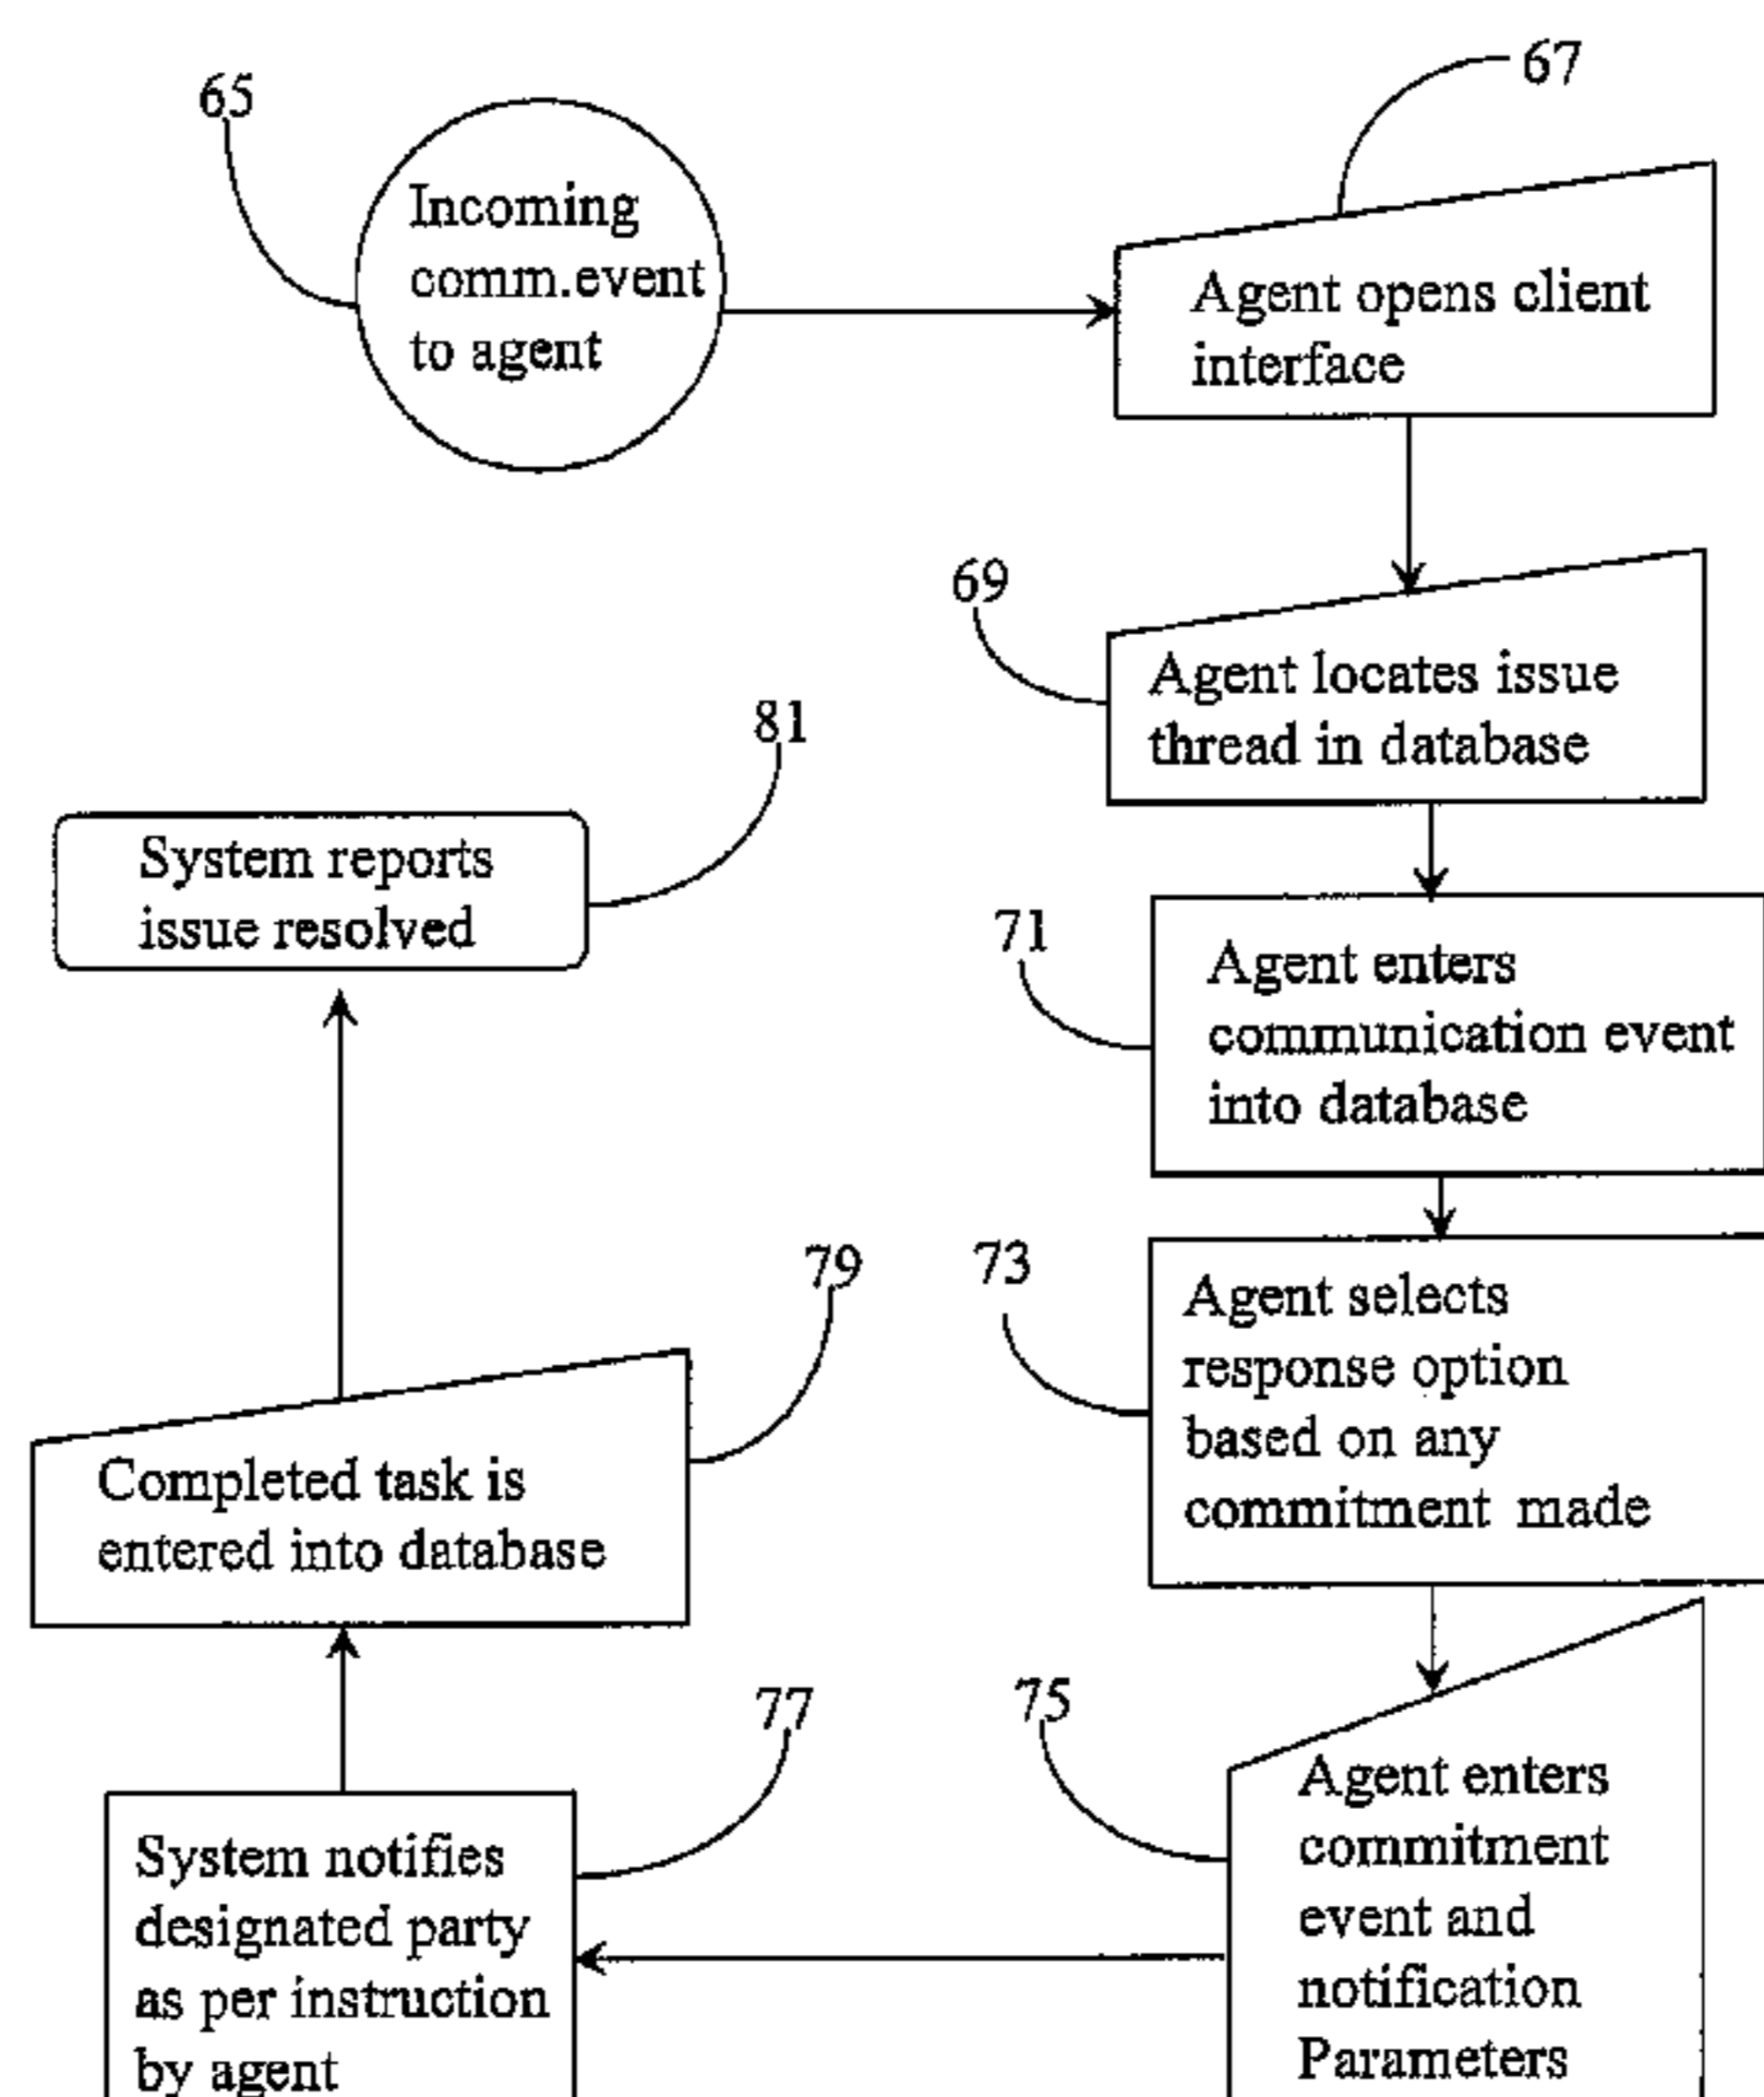 65
Incoming
comm.event
to agent
67
Agent opens client
interface
69
Agent locates issue
thread in database
81
System reports
issue resolved
71
Agent enters
communication event
into database
79
Completed task is
entered into database
73
Agent selects
response option
based on any
commitment made
77
System notifies
designated party
as per instruction
by agent
75
Agent enters
commitment
event and
notification
Parameters